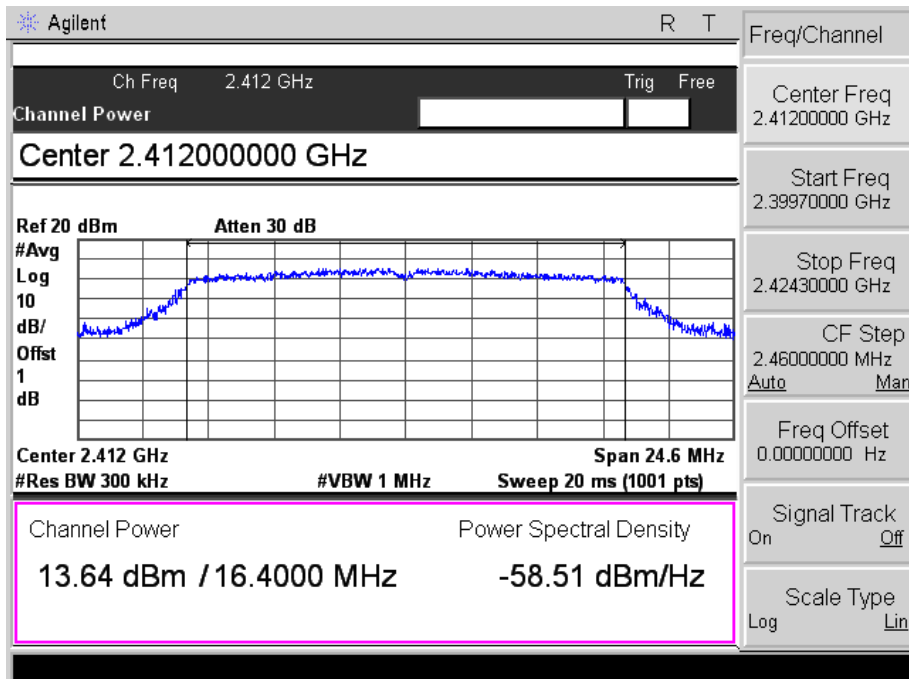 Agilent R T
Ch Freq 2.412 GHz Trig Free
Channel Power
Center 2.412000000 GHz
Ref 20 dBm Atten 30 dB
#Avg
Log
10
dB/
Offst
1
dB
Center 2.412 GHz Span 24.6 MHz
#Res BW 300 kHz #VBW 1 MHz Sweep 20 ms (1001 pts)
Channel Power Power Spectral Density
13.64 dBm / 16.4000 MHz -58.51 dBm/Hz
Freq/Channel
Center Freq
2.41200000 GHz
Start Freq
2.39970000 GHz
Stop Freq
2.42430000 GHz
CF Step
2.46000000 MHz
Auto Man
Freq Offset
0.00000000 Hz
Signal Track
On Off
Scale Type
Log Lin